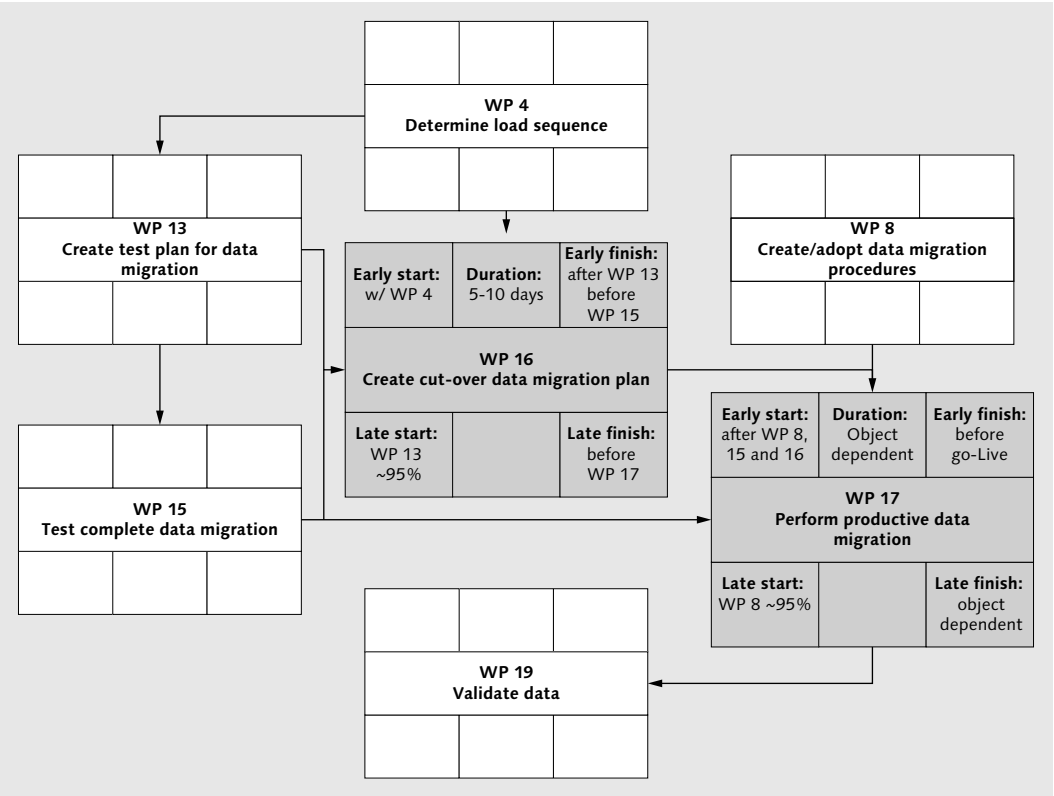 WP 4
Determine load sequence
WP 13
Create test plan for data
migration
WP 8
Create/adopt data migration
procedures
Early start:
w/ WP 4
Duration:
5-10 days
Early finish:
after WP 13
before
WP 15
WP 16
Create cut-over data migration plan
Late start:
WP 13
~95%
Late finish:
before
WP 17
Early start:
after WP 8,
15 and 16
Duration:
Object
dependent
Early finish:
before
go-Live
WP 15
Test complete data migration
WP 17
Perform productive data
migration
Late start:
WP 8 ~95%
Late finish:
object
dependent
WP 19
Validate data